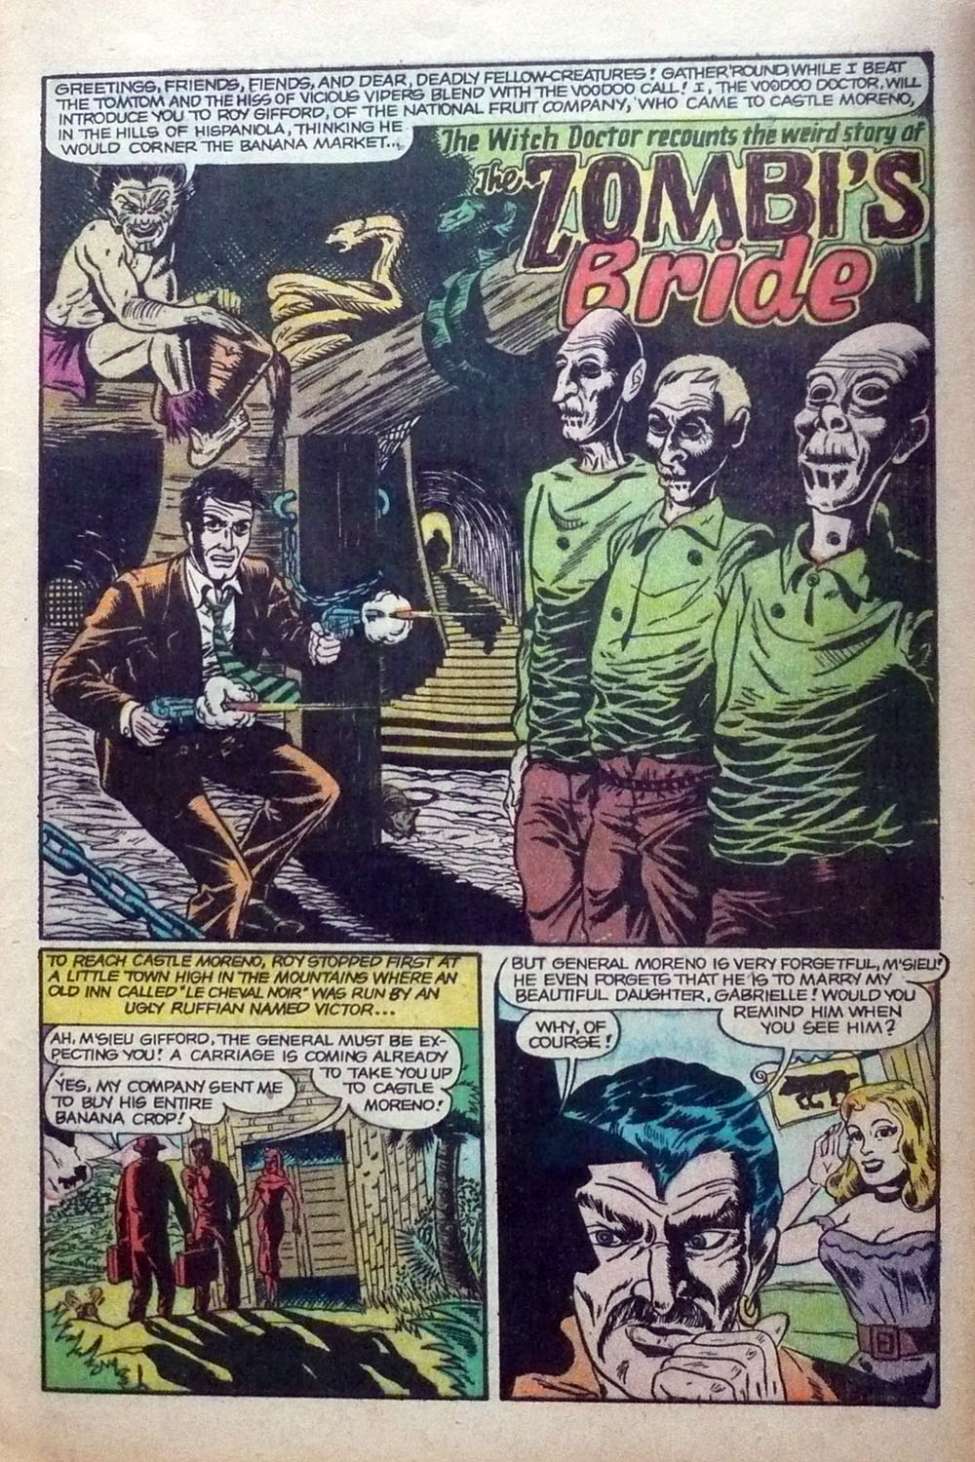 GREETINGS, FRIENDS, FIENDS, AND DEAR, DEADLY FELLOW-CREATURES! GATHER 'ROUND, WHILE I BEAT
THE TOMTOM AND THE HISS OF VICIOUS VIPERS BLEND WITH THE VOODOO CALL! I, THE VOODOO DOCTOR, WILL
INTRODUCE YOU TO ROY GIFFORD, OF THE NATIONAL FRUIT COMPANY, WHO CAME TO CASTLE MORENO,
IN THE HILLS OF HISPANIOLA, THINKING HE
WOULD CORNER THE BANANA MARKET...
The Witch Doctor recounts the weird story of
The ZOMBI'S
Bride
TO REACH CASTLE MORENO, ROY STOPPED FIRST AT
A LITTLE TOWN HIGH IN THE MOUNTAINS WHERE AN
OLD INN CALLED "LE CHEVAL NOIR" WAS RUN BY AN
UGLY RUFFIAN NAMED VICTOR...
AH, M'SIEU GIFFORD, THE GENERAL MUST BE EX-
PECTING YOU! A CARRIAGE IS COMING ALREADY
TO TAKE YOU UP
TO CASTLE
MORENO!
YES, MY COMPANY SENT ME
TO BUY HIS ENTIRE
BANANA CROP!
BUT GENERAL MORENO IS VERY FORGETFUL, M'SIEU!
HE EVEN FORGETS THAT HE IS TO MARRY MY
BEAUTIFUL DAUGHTER, GABRIELLE! WOULD YOU
REMIND HIM WHEN
YOU SEE HIM?
WHY, OF
COURSE!